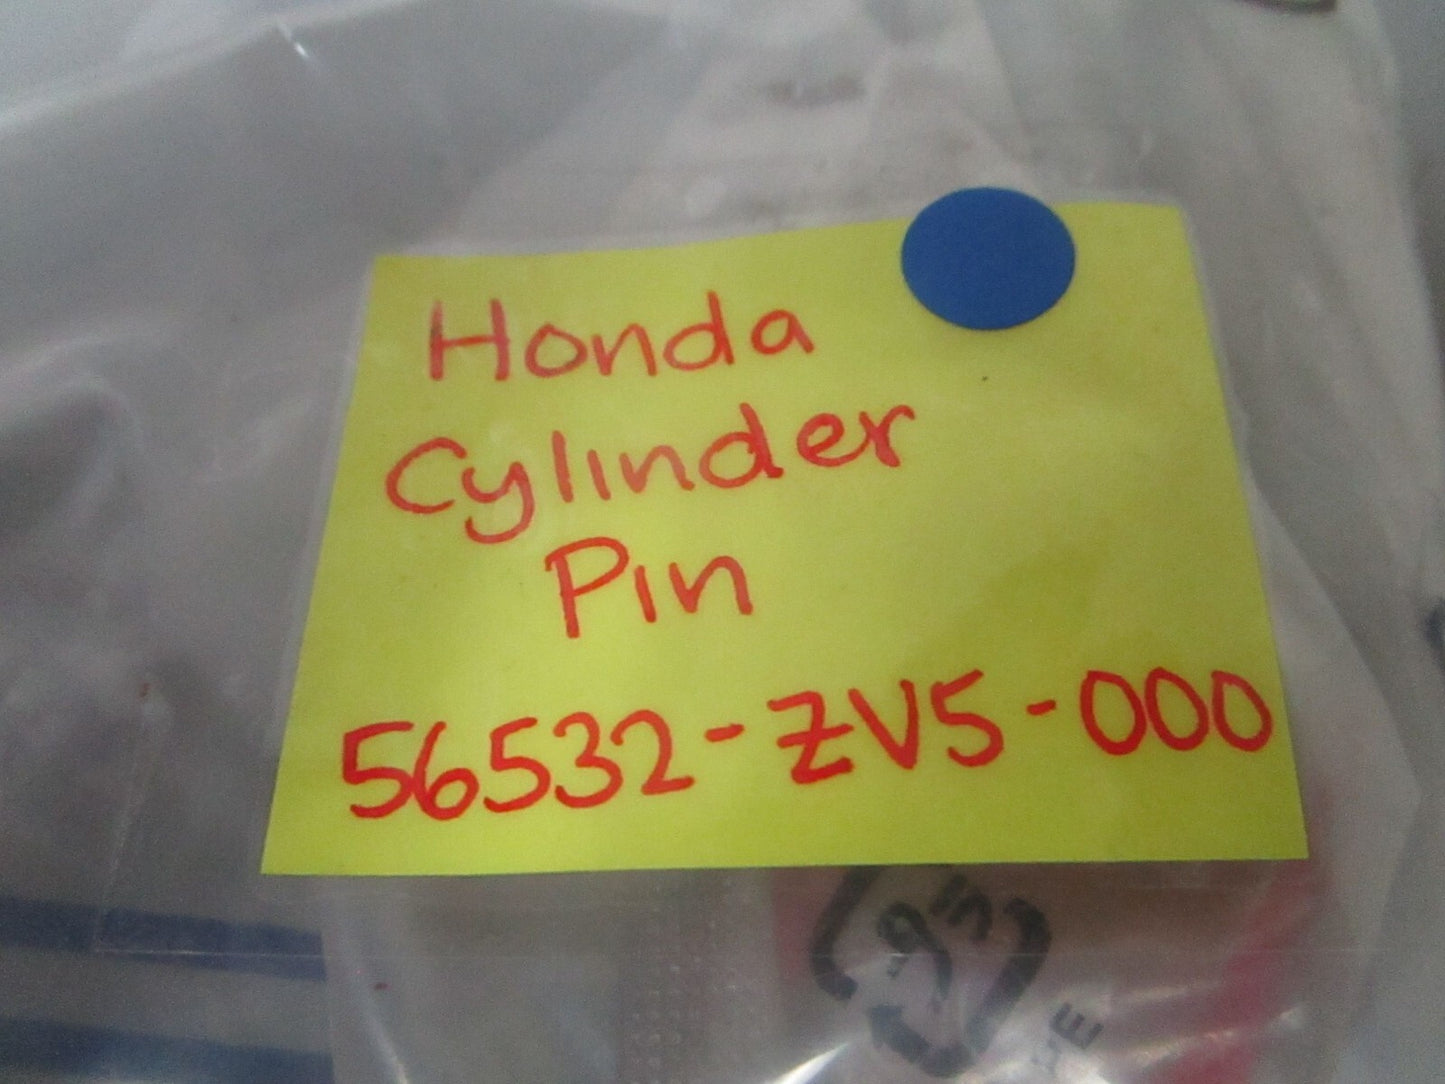 Honda
Cylinder
Pin
56532-ZV5-000